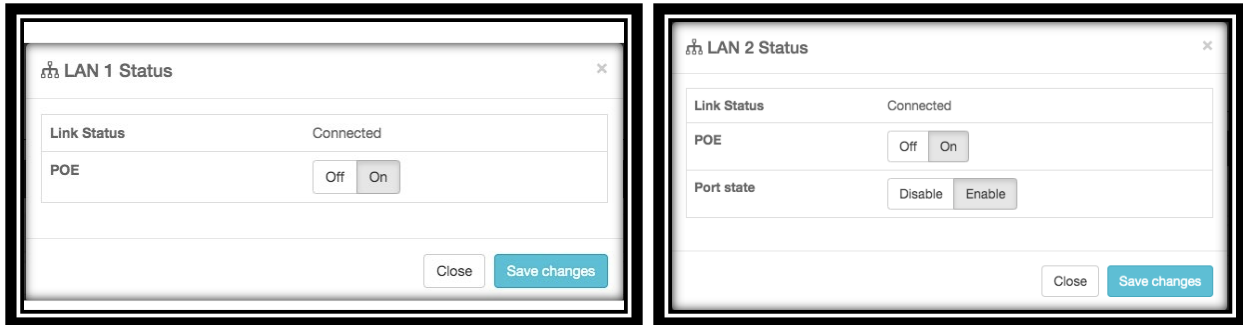 LAN 1 Status ×
Link Status Connected
POE Off On
Close Save changes
LAN 2 Status ×
Link Status Connected
POE Off On
Port state Disable Enable
Close Save changes